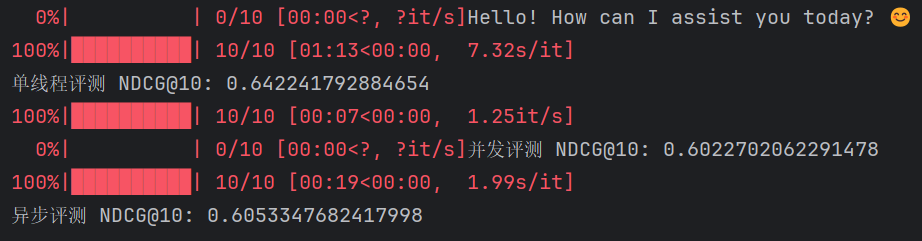 0%|          | 0/10 [00:00<?, ?it/s]Hello! How can I assist you today? 😊
100%|██████████| 10/10 [01:13<00:00,  7.32s/it]
单线程评测 NDCG@10: 0.642241792884654
100%|██████████| 10/10 [00:07<00:00,  1.25it/s]
0%|          | 0/10 [00:00<?, ?it/s]并发评测 NDCG@10: 0.6022702062291478
100%|██████████| 10/10 [00:19<00:00,  1.99s/it]
异步评测 NDCG@10: 0.6053347682417998